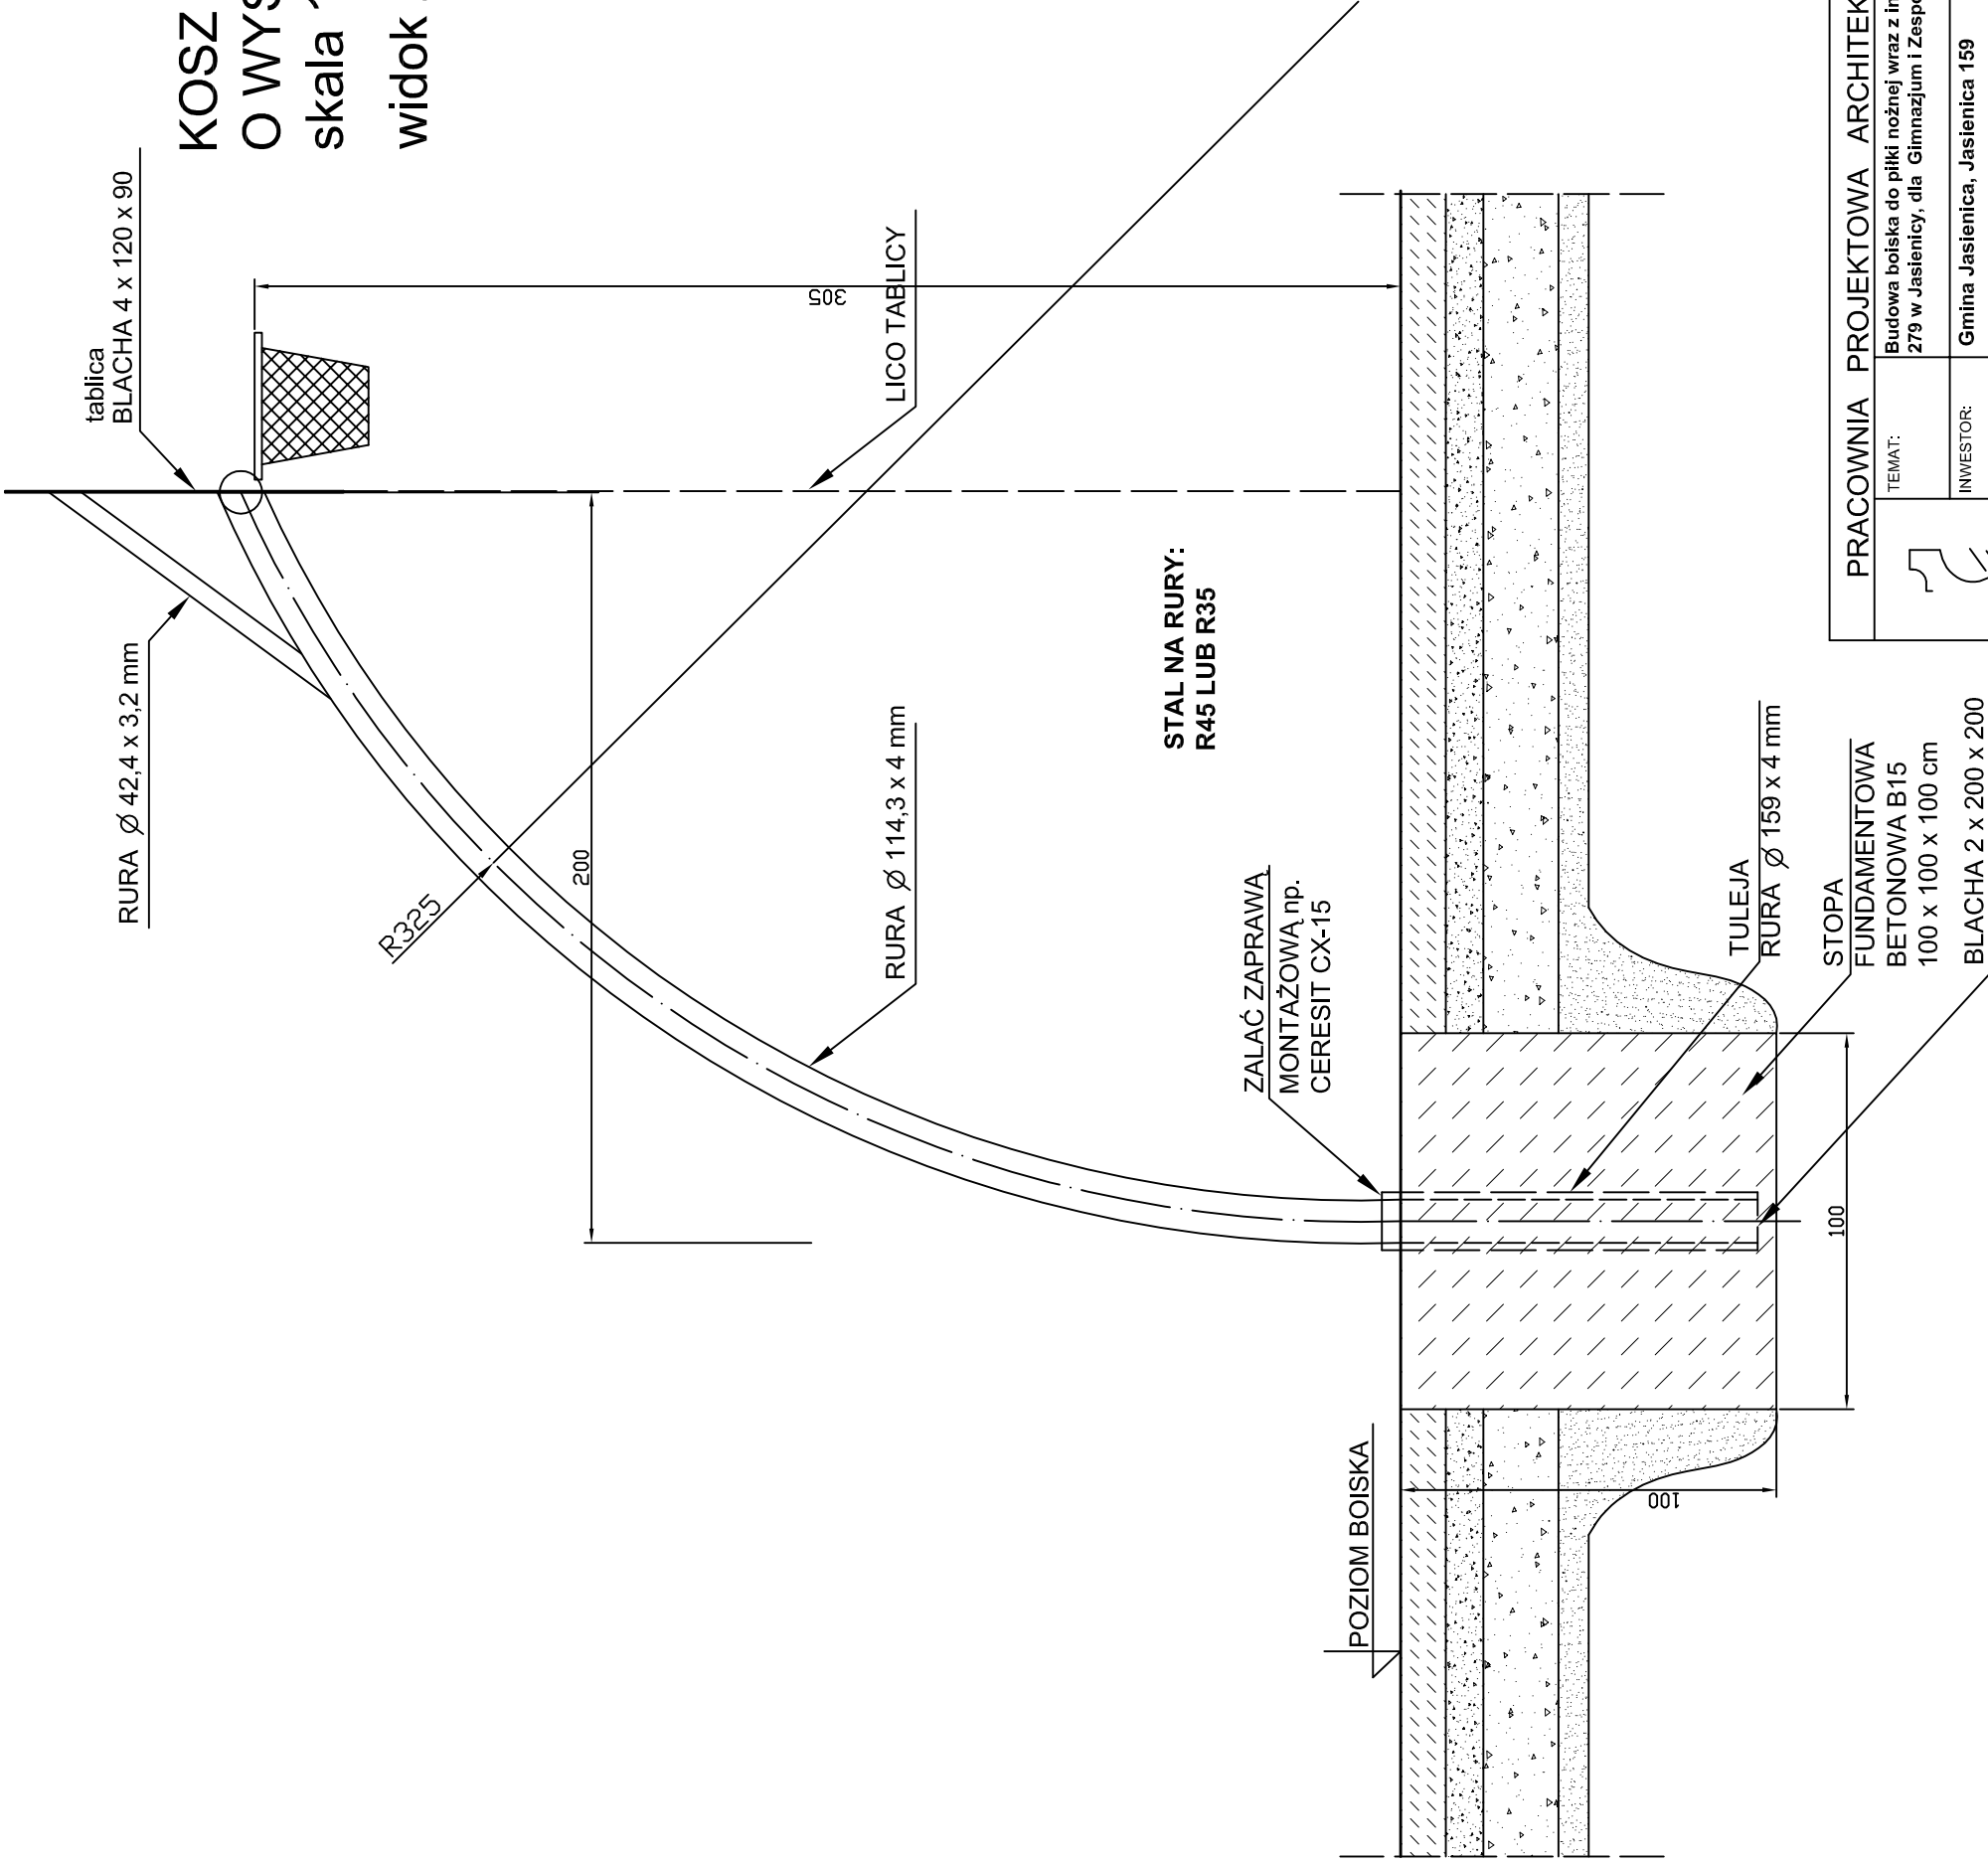 KOSZ
O WYS
skala
widok
tablica
BLACHA 4 x 120 x 90
RURA Ø 42,4 x 3,2 mm
R325
200
305
LICO TABLICY
RURA Ø 114,3 x 4 mm
STAL NA RURY:
R45 LUB R35
ZALAĆ ZAPRAWĄ
MONTAŻOWĄ np.
CERESIT CX-15
POZIOM BOISKA
100
100
TULEJA
RURA Ø 159 x 4 mm
STOPA
FUNDAMENTOWA
BETONOWA B15
100 x 100 x 100 cm
BLACHA 2 x 200 x 200
PRACOWNIA PROJEKTOWA ARCHITEK
TEMAT:
Budowa boiska do piłki nożnej wraz z in
279 w Jasienicy, dla Gimnazjum i Zespo
INWESTOR:
Gmina Jasienica, Jasienica 159